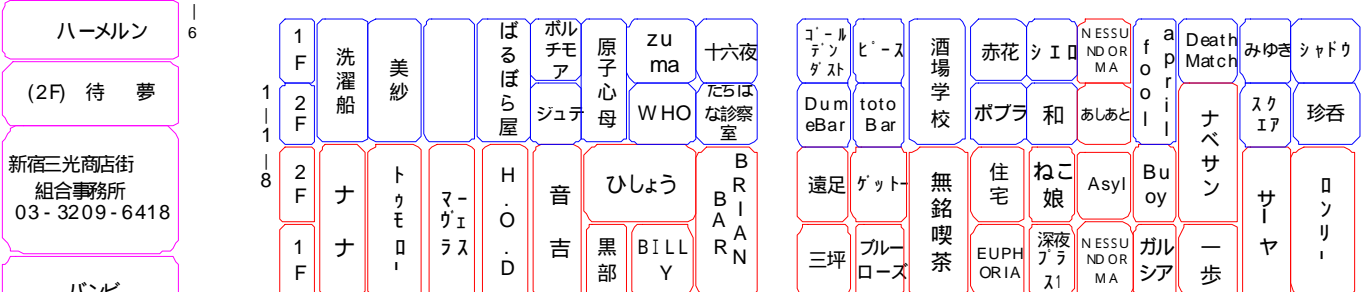 ハーメルン
(2F) 待 夢
新宿三光商店街
組合事務所
03-3209-6418
バンビ
|
6
1
|
1
|
8
1F
洗濯船
美紗
ぱるぼら屋
ボルチモア
原子心母
zuma
十六夜
2F
ジュテ
WHO
たちばな診察室
2F
ナナ
トゥモロー
マーヴェラス
H.O.D
音吉
ひしょう
BAR BRIAN
1F
黒部
BILLY
ゴールデンダスト
ピース
酒場学校
赤花
シエロ
NESSUNDORMA
april fool
Death Match
みゆき
シャドウ
DumeBar
toto Bar
ポプラ
和
あしあと
ナベサン
スクエア
珍呑
遠足
ゲットー
無銘喫茶
住宅
ねこ娘
Asyl
Buoy
サーヤ
ロンリー
三坪
ブルーローズ
EUPHORIA
深夜プラス1
NESSUNDORMA
ガルシア
一歩